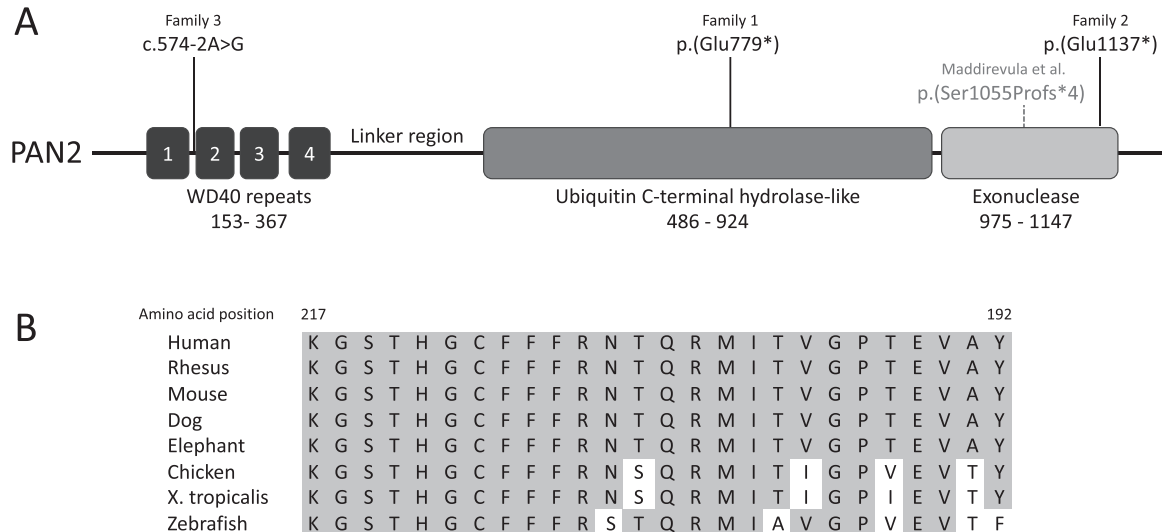 A
Family 3
c.574-2A>G
Family 1
p.(Glu779*)
Family 2
p.(Glu1137*)
Maddirevula et al.
p.(Ser1055Profs*4)
PAN2
1 2 3 4
Linker region
WD40 repeats
153- 367
Ubiquitin C-terminal hydrolase-like
486 - 924
Exonuclease
975 - 1147
B
Amino acid position 217 192
Human K G S T H G C F F F R N T Q R M I T V G P T E V A Y
Rhesus K G S T H G C F F F R N T Q R M I T V G P T E V A Y
Mouse K G S T H G C F F F R N T Q R M I T V G P T E V A Y
Dog K G S T H G C F F F R N T Q R M I T V G P T E V A Y
Elephant K G S T H G C F F F R N T Q R M I T V G P T E V A Y
Chicken K G S T H G C F F F R N S Q R M I T I G P V E V T Y
X. tropicalis K G S T H G C F F F R N S Q R M I T I G P I E V T Y
Zebrafish K G S T H G C F F F R S T Q R M I A V G P V E V T F